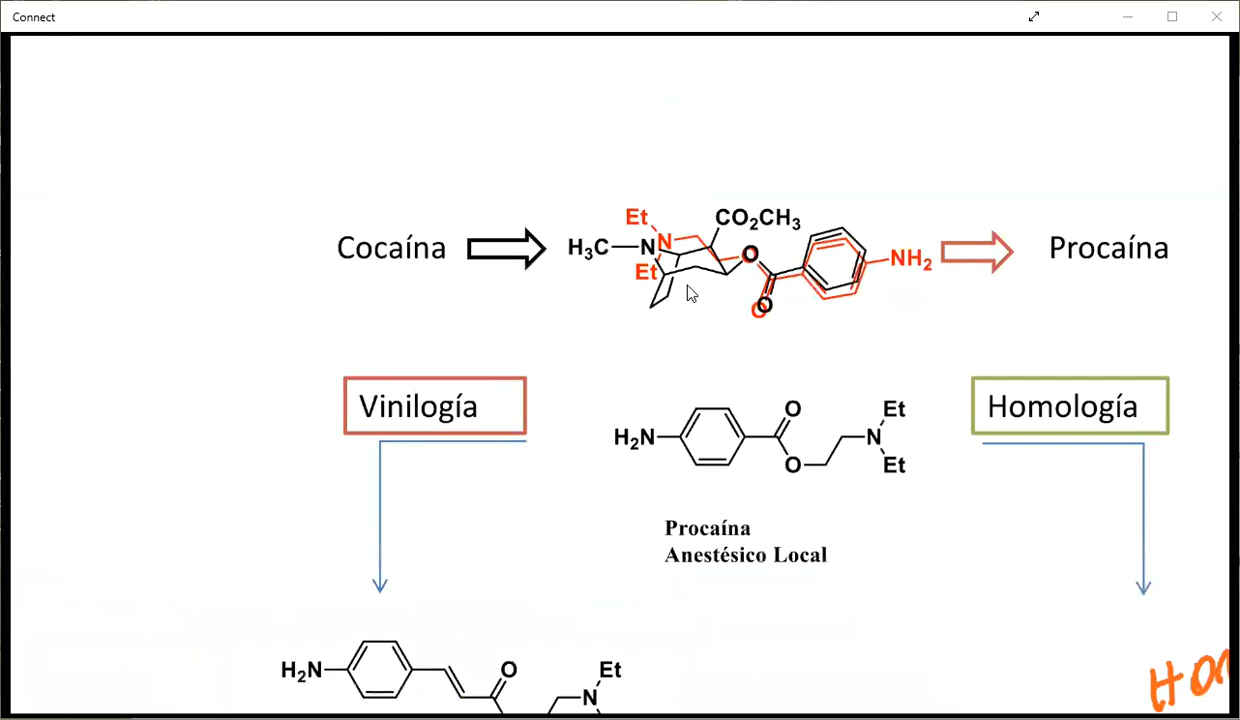 Connect
Et
CO₂CH₃
Cocaína
H₃C
N
N
O
NH₂
Procaína
Et
O
O
Vinilogía
Homología
O
Et
H₂N
N
O
Et
Procaína
Anestésico Local
H₂N
O
Et
N